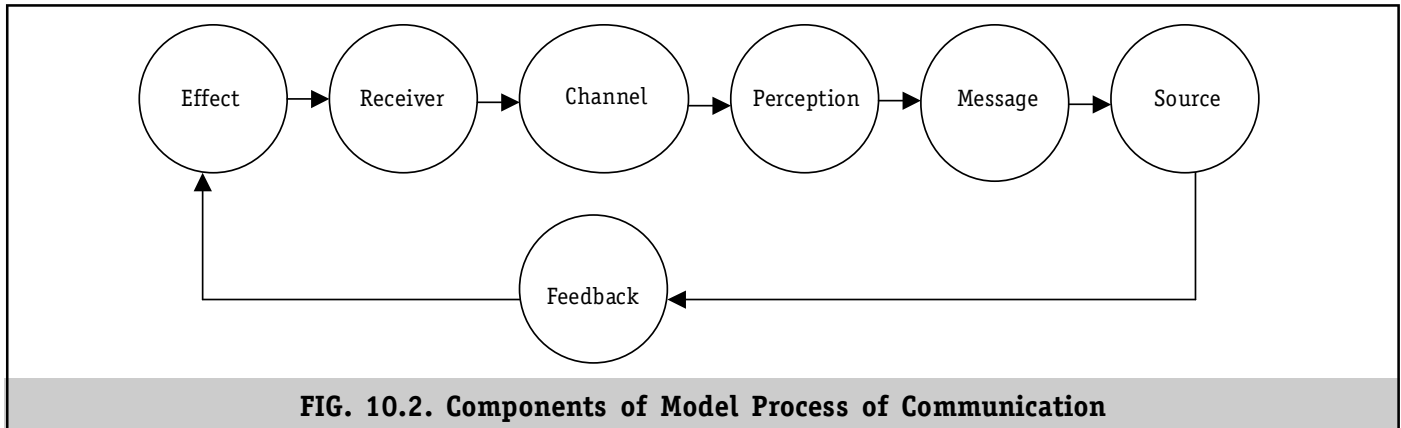 Effect
Receiver
Channel
Perception
Message
Source
Feedback
FIG. 10.2. Components of Model Process of Communication